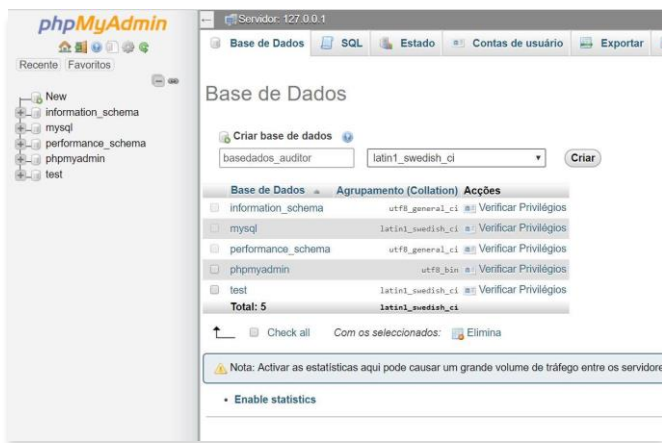 phpMyAdmin
Recente Favoritos
New
information_schema
mysql
performance_schema
phpmyadmin
test
Servidor: 127.0.0.1
Base de Dados SQL Estado Contas de usuário Exportar
Base de Dados
Criar base de dados
basedados_auditor latin1_swedish_ci Criar
Base de Dados Agrupamento (Collation) Acções
information_schema utf8_general_ci Verificar Privilégios
mysql latin1_swedish_ci Verificar Privilégios
performance_schema utf8_general_ci Verificar Privilégios
phpmyadmin utf8_bin Verificar Privilégios
test latin1_swedish_ci Verificar Privilégios
Total: 5 latin1_swedish_ci
Check all Com os seleccionados: Elimina
Nota: Activar as estatísticas aqui pode causar um grande volume de tráfego entre os servidore
Enable statistics